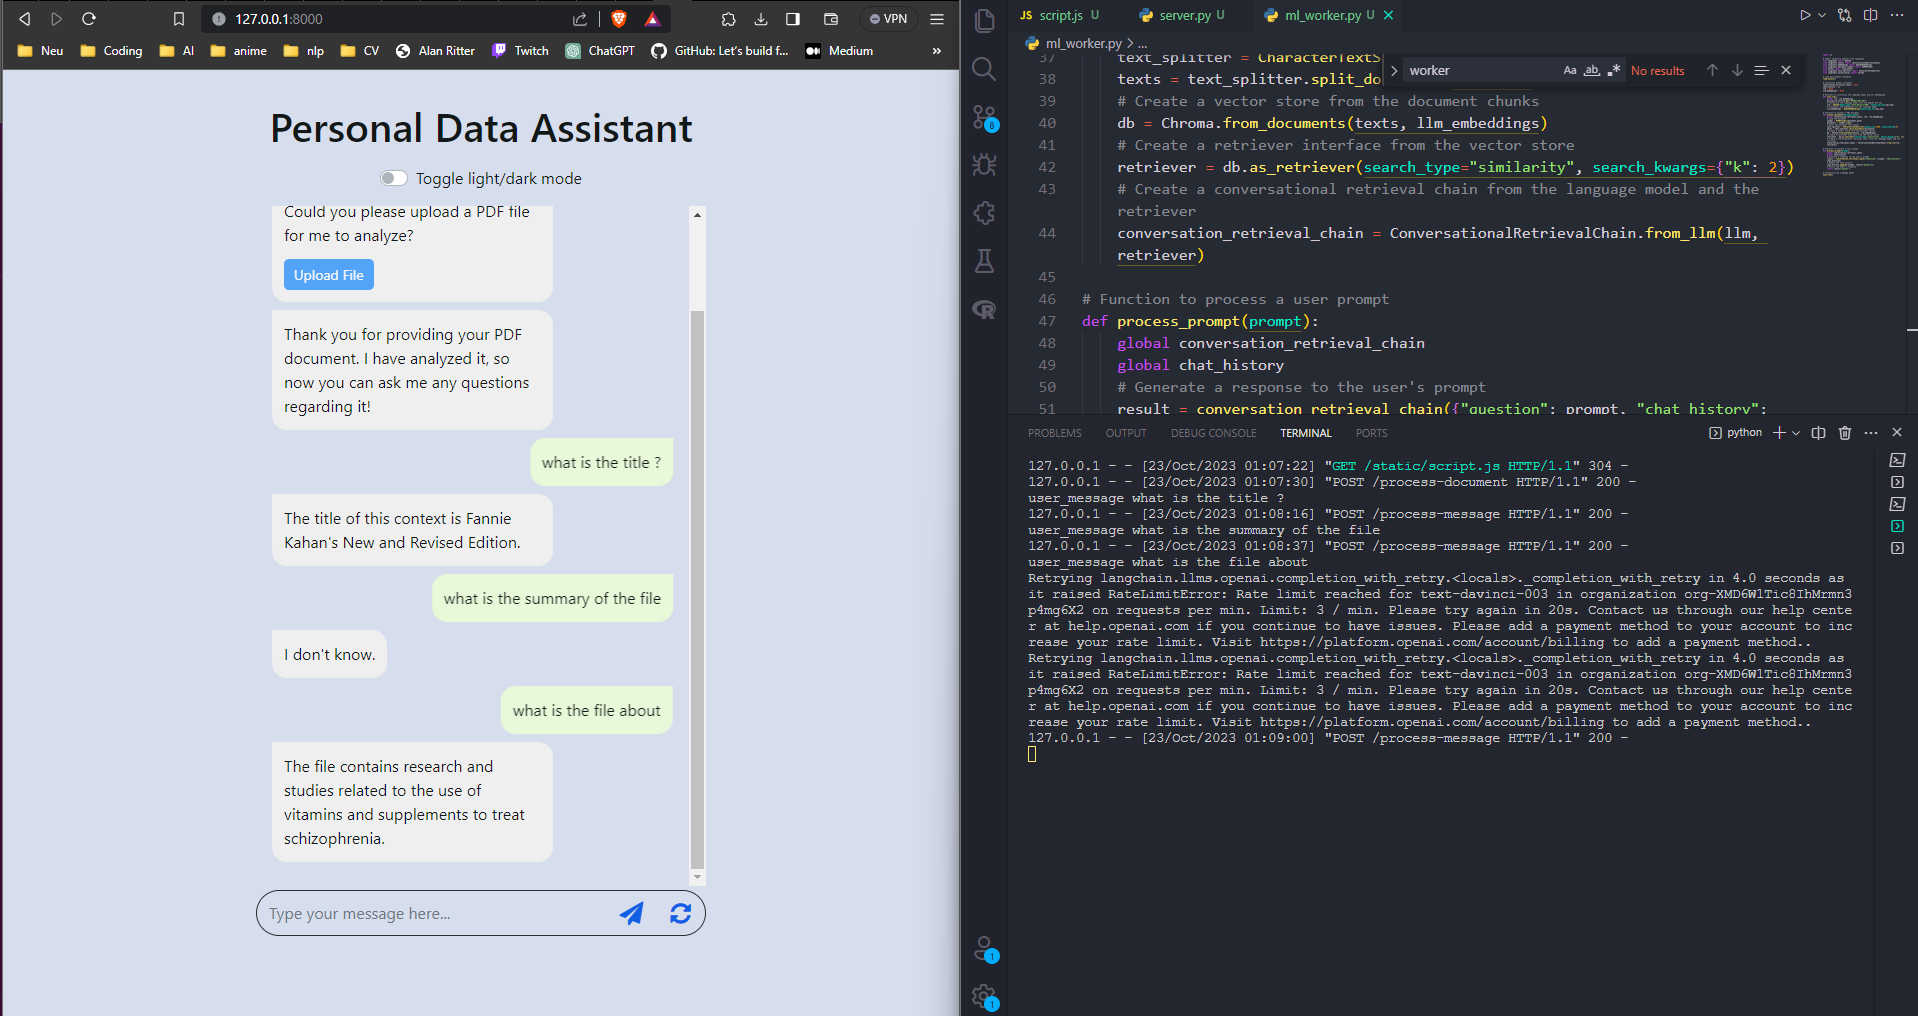 127.0.0.1:8000
VPN
Neu
Coding
AI
anime
nlp
CV
Alan Ritter
Twitch
ChatGPT
GitHub: Let's build f...
Medium
»
Personal Data Assistant
Toggle light/dark mode
Could you please upload a PDF file
for me to analyze?
Upload File
Thank you for providing your PDF
document. I have analyzed it, so
now you can ask me any questions
regarding it!
what is the title ?
The title of this context is Fannie
Kahan's New and Revised Edition.
what is the summary of the file
I don't know.
what is the file about
The file contains research and
studies related to the use of
vitamins and supplements to treat
schizophrenia.
Type your message here...
JS script.js U
server.py U
ml_worker.py U
ml_worker.py > ...
worker
Aa ab .*
No results
37 text_splitter = CharacterTextS
38 texts = text_splitter.split_do
39 # Create a vector store from the document chunks
40 db = Chroma.from_documents(texts, llm_embeddings)
41 # Create a retriever interface from the vector store
42 retriever = db.as_retriever(search_type="similarity", search_kwargs={"k": 2})
43 # Create a conversational retrieval chain from the language model and the
retriever
44 conversation_retrieval_chain = ConversationalRetrievalChain.from_llm(llm,
retriever)
45
46 # Function to process a user prompt
47 def process_prompt(prompt):
48 global conversation_retrieval_chain
49 global chat_history
50 # Generate a response to the user's prompt
51 result = conversation_retrieval_chain({"question": prompt, "chat_history":
8
PROBLEMS
OUTPUT
DEBUG CONSOLE
TERMINAL
PORTS
python
127.0.0.1 - - [23/Oct/2023 01:07:22] "GET /static/script.js HTTP/1.1" 304 -
127.0.0.1 - - [23/Oct/2023 01:07:30] "POST /process-document HTTP/1.1" 200 -
user_message what is the title ?
127.0.0.1 - - [23/Oct/2023 01:08:16] "POST /process-message HTTP/1.1" 200 -
user_message what is the summary of the file
127.0.0.1 - - [23/Oct/2023 01:08:37] "POST /process-message HTTP/1.1" 200 -
user_message what is the file about
Retrying langchain.llms.openai.completion_with_retry.<locals>._completion_with_retry in 4.0 seconds as
it raised RateLimitError: Rate limit reached for text-davinci-003 in organization org-XMD6W1Tic8IhMrmn3
p4mg6X2 on requests per min. Limit: 3 / min. Please try again in 20s. Contact us through our help cente
r at help.openai.com if you continue to have issues. Please add a payment method to your account to inc
rease your rate limit. Visit https://platform.openai.com/account/billing to add a payment method..
Retrying langchain.llms.openai.completion_with_retry.<locals>._completion_with_retry in 4.0 seconds as
it raised RateLimitError: Rate limit reached for text-davinci-003 in organization org-XMD6W1Tic8IhMrmn3
p4mg6X2 on requests per min. Limit: 3 / min. Please try again in 20s. Contact us through our help cente
r at help.openai.com if you continue to have issues. Please add a payment method to your account to inc
rease your rate limit. Visit https://platform.openai.com/account/billing to add a payment method..
127.0.0.1 - - [23/Oct/2023 01:09:00] "POST /process-message HTTP/1.1" 200 -
1
1